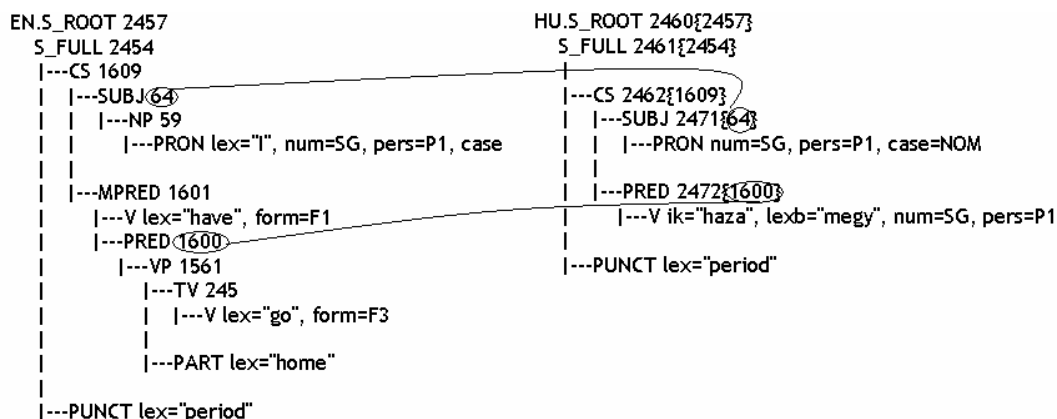 EN.S_ROOT 2457
S_FULL 2454
|---CS 1609
| |---SUBJ 64
| | |---NP 59
| | |---PRON lex="I", num=SG, pers=P1, case
| |
| |---MPRED 1601
| |---V lex="have", form=F1
| |---PRED 1600
| |---VP 1561
| |---TV 245
| | |---V lex="go", form=F3
| |
| |---PART lex="home"
|
|---PUNCT lex="period"
HU.S_ROOT 2460{2457}
S_FULL 2461{2454}
|
|---CS 2462{1609}
| |---SUBJ 2471{64}
| | |---PRON num=SG, pers=P1, case=NOM
| |
| |---PRED 2472{1600}
| |---V ik="haza", lexb="megy", num=SG, pers=P1
|
|---PUNCT lex="period"